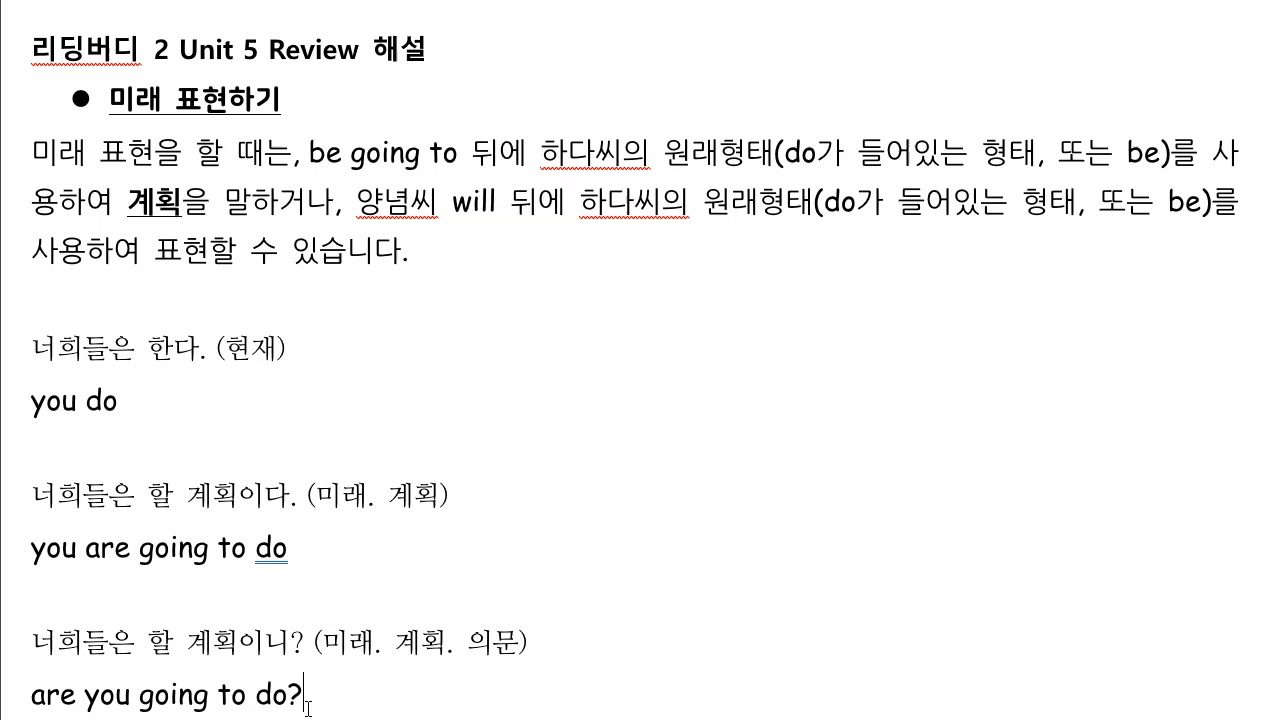 리딩버디 2 Unit 5 Review 해설
● 미래 표현하기
미래 표현을 할 때는, be going to 뒤에 하다씨의 원래형태(do가 들어있는 형태, 또는 be)를 사
용하여 계획을 말하거나, 양념씨 will 뒤에 하다씨의 원래형태(do가 들어있는 형태, 또는 be)를
사용하여 표현할 수 있습니다.
너희들은 한다. (현재)
you do
너희들은 할 계획이다. (미래. 계획)
you are going to do
너희들은 할 계획이니? (미래. 계획. 의문)
are you going to do?